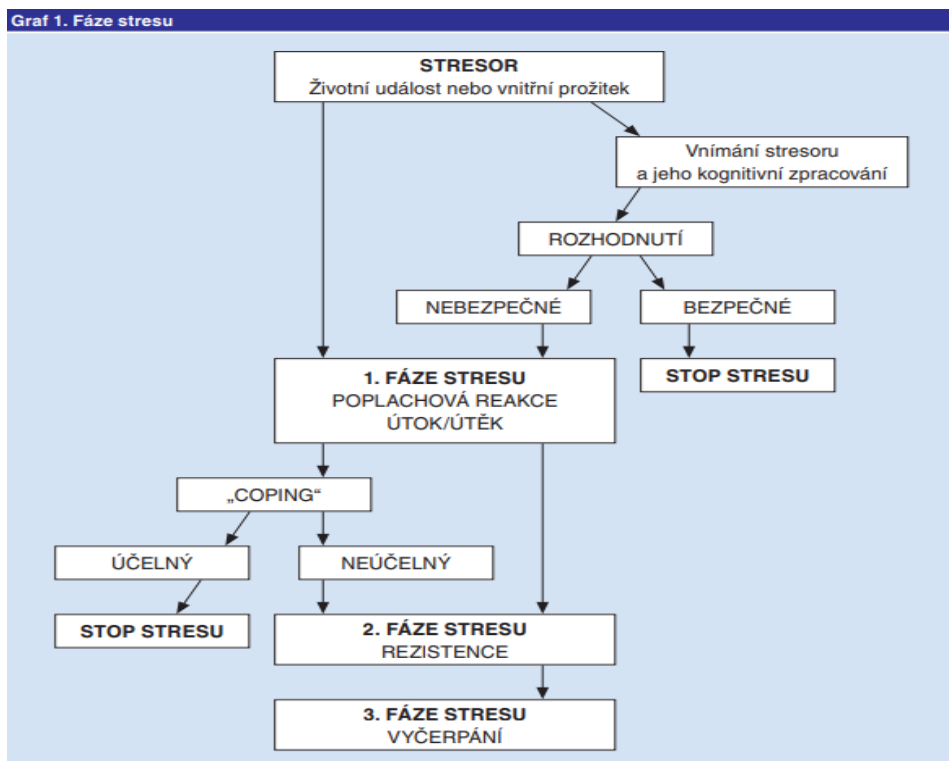 Graf 1. Fáze stresu
STRESOR
Životní událost nebo vnitřní prožitek
Vnímání stresoru
a jeho kognitivní zpracování
ROZHODNUTÍ
NEBEZPEČNÉ
BEZPEČNÉ
1. FÁZE STRESU
POPLACHOVÁ REAKCE
ÚTOK/ÚTĚK
STOP STRESU
„COPING“
ÚČELNÝ
NEÚČELNÝ
STOP STRESU
2. FÁZE STRESU
REZISTENCE
3. FÁZE STRESU
VYČERPÁNÍ